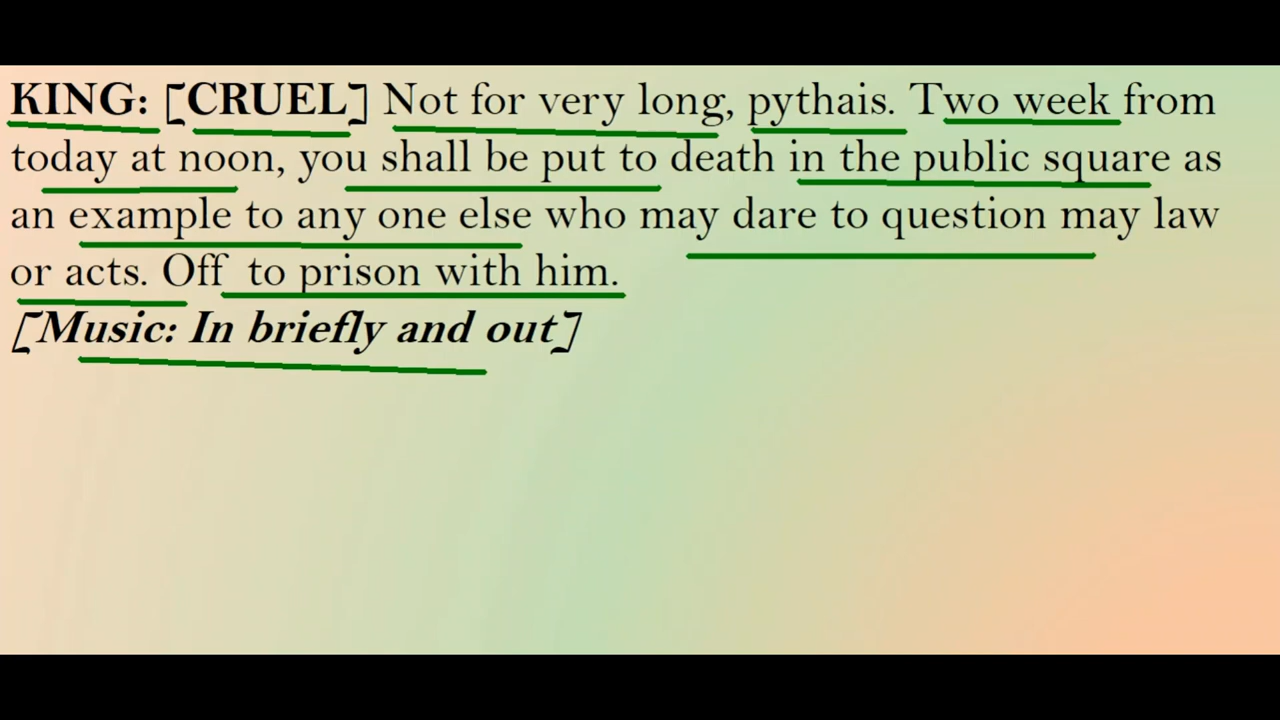 KING: [CRUEL] Not for very long, pythais. Two week from
today at noon, you shall be put to death in the public square as
an example to any one else who may dare to question may law
or acts. Off to prison with him.
[Music: In briefly and out]